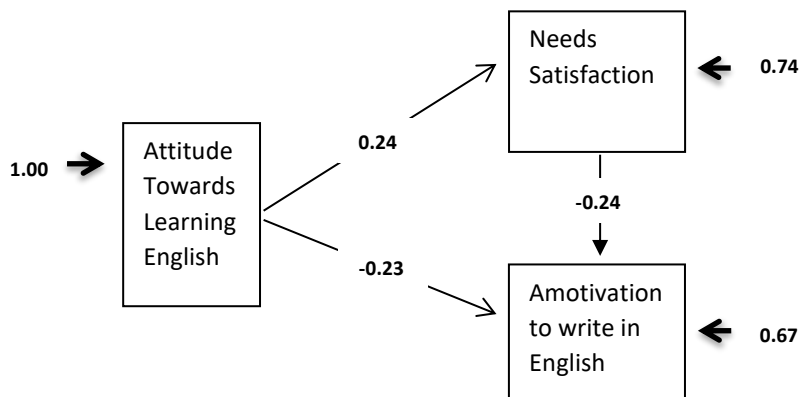 Needs
Satisfaction
0.74
Attitude
Towards
Learning
English
1.00
0.24
-0.24
-0.23
Amotivation
to write in
English
0.67